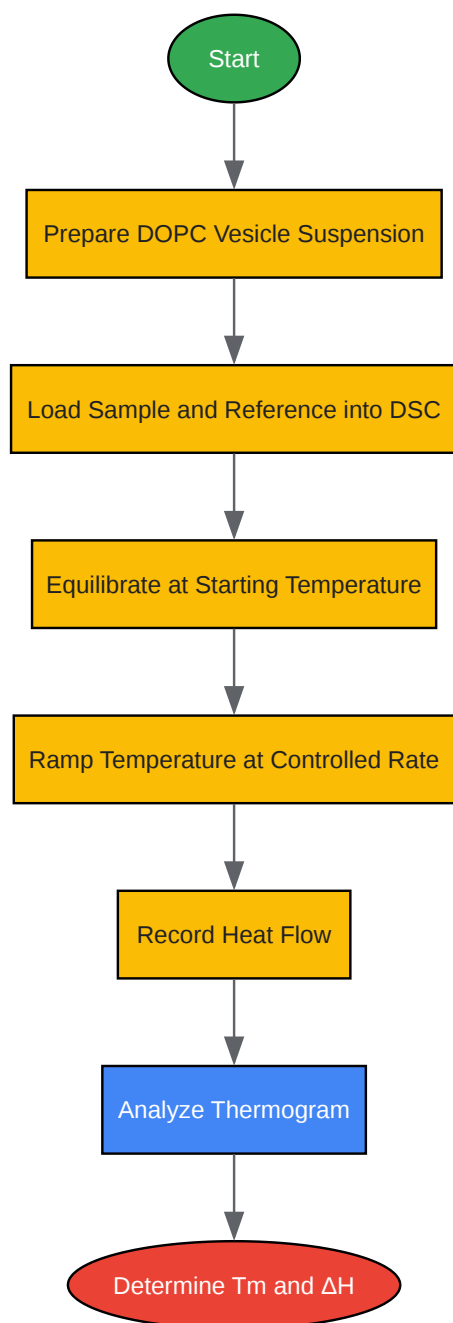 Start
Prepare DOPC Vesicle Suspension
Load Sample and Reference into DSC
Equilibrate at Starting Temperature
Ramp Temperature at Controlled Rate
Record Heat Flow
Analyze Thermogram
Determine Tm and ΔH